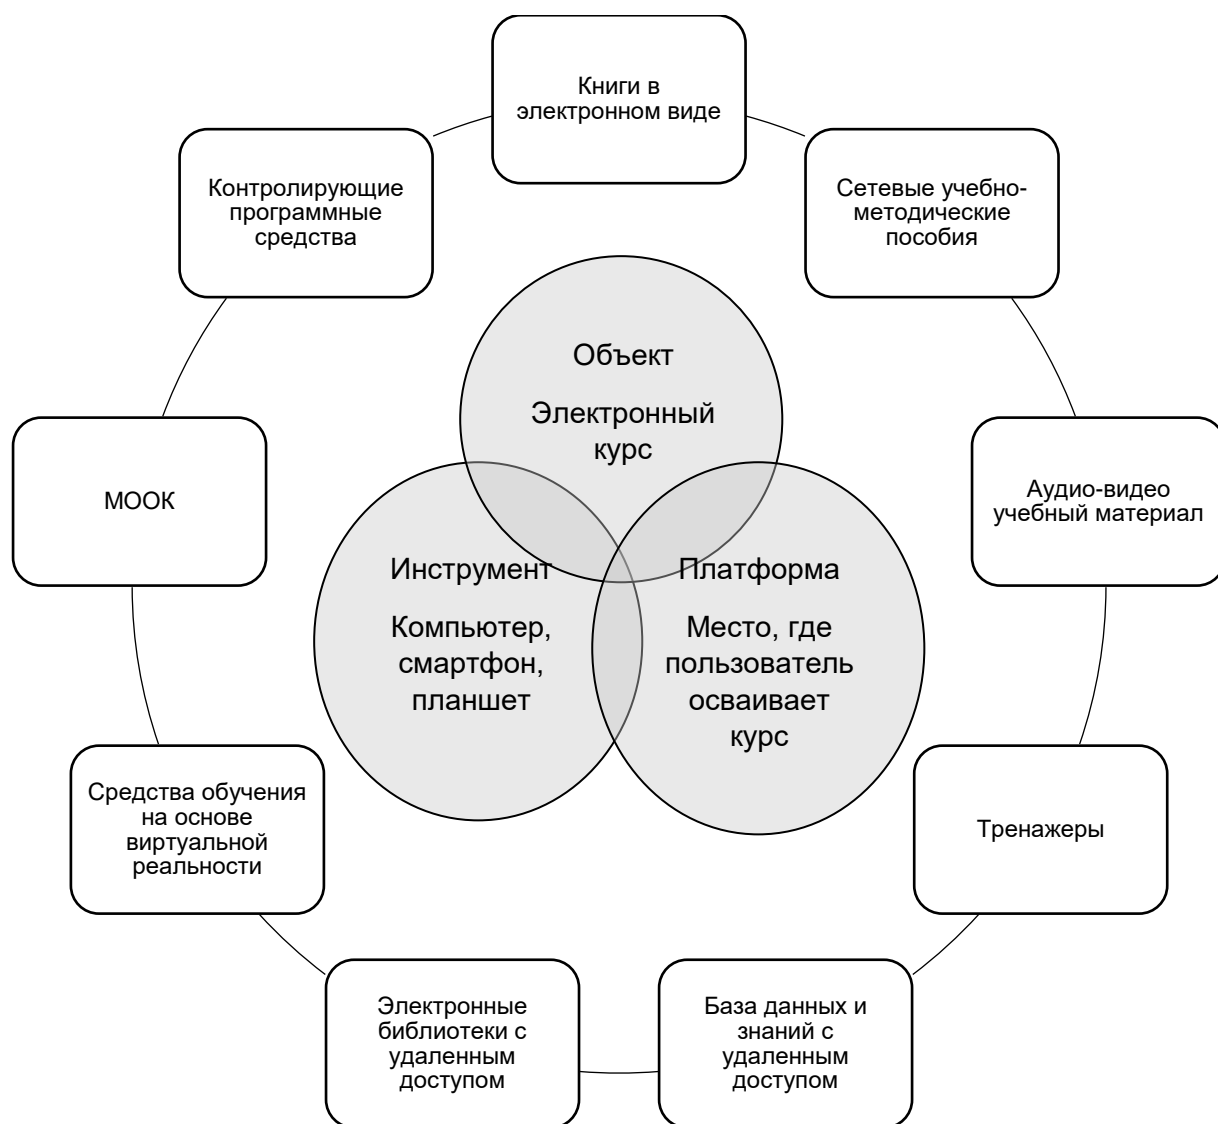 Книги в
электронном виде
Сетевые учебно-
методические
пособия
Аудио-видео
учебный материал
Тренажеры
База данных и
знаний с
удаленным
доступом
Электронные
библиотеки с
удаленным
доступом
Средства обучения
на основе
виртуальной
реальности
МООК
Контролирующие
программные
средства
Объект
Электронный
курс
Платформа
Место, где
пользователь
осваивает
курс
Инструмент
Компьютер,
смартфон,
планшет